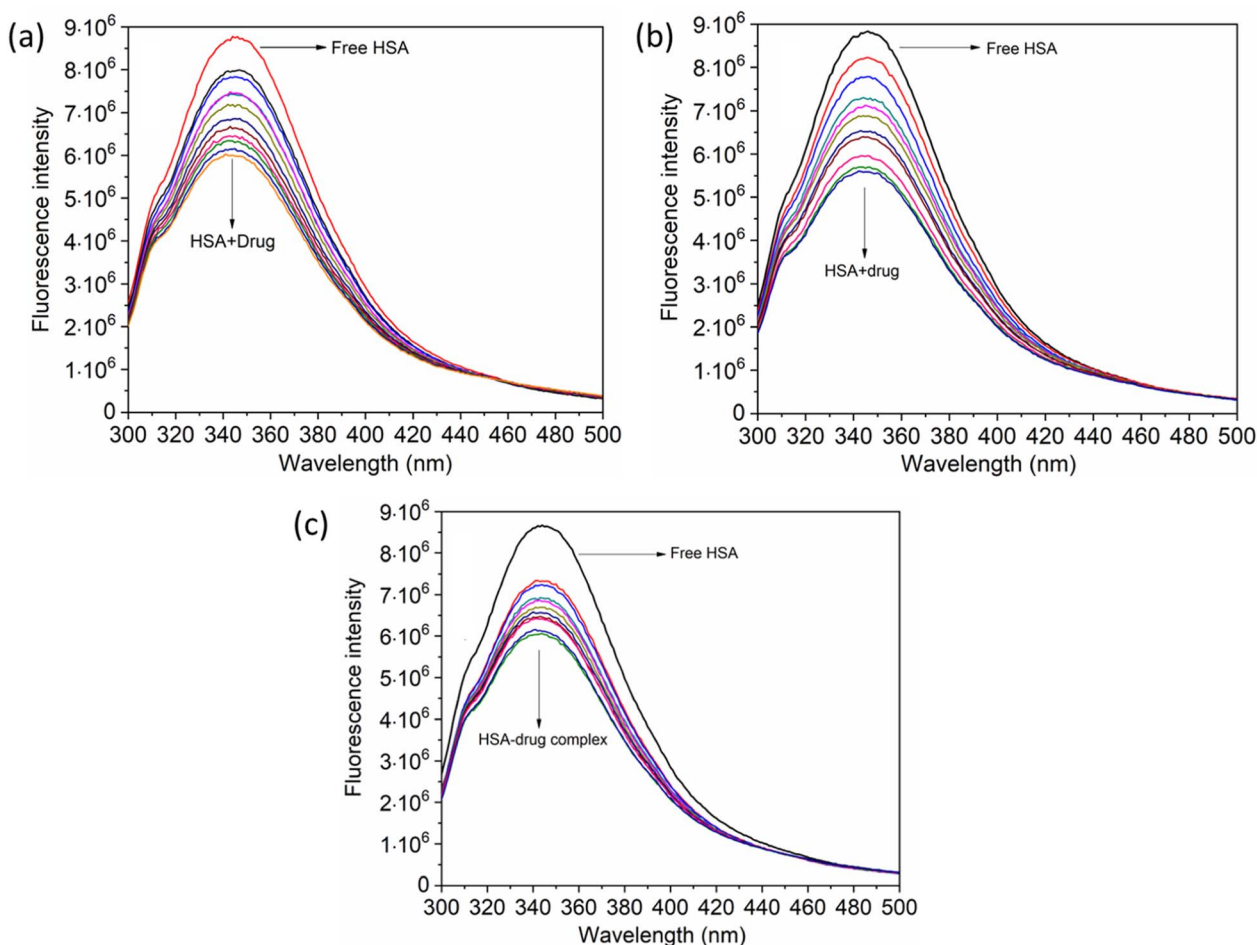 (a)
Fluorescence intensity
9·10⁶
8·10⁶
7·10⁶
6·10⁶
5·10⁶
4·10⁶
3·10⁶
2·10⁶
1·10⁶
0
Free HSA
HSA+Drug
300 320 340 360 380 400 420 440 460 480 500
Wavelength (nm)
(b)
Fluorescence intensity
9·10⁶
8·10⁶
7·10⁶
6·10⁶
5·10⁶
4·10⁶
3·10⁶
2·10⁶
1·10⁶
0
Free HSA
HSA+drug
300 320 340 360 380 400 420 440 460 480 500
Wavelength (nm)
(c)
Fluorescence intensity
9·10⁶
8·10⁶
7·10⁶
6·10⁶
5·10⁶
4·10⁶
3·10⁶
2·10⁶
1·10⁶
0
Free HSA
HSA-drug complex
300 320 340 360 380 400 420 440 460 480 500
Wavelength (nm)